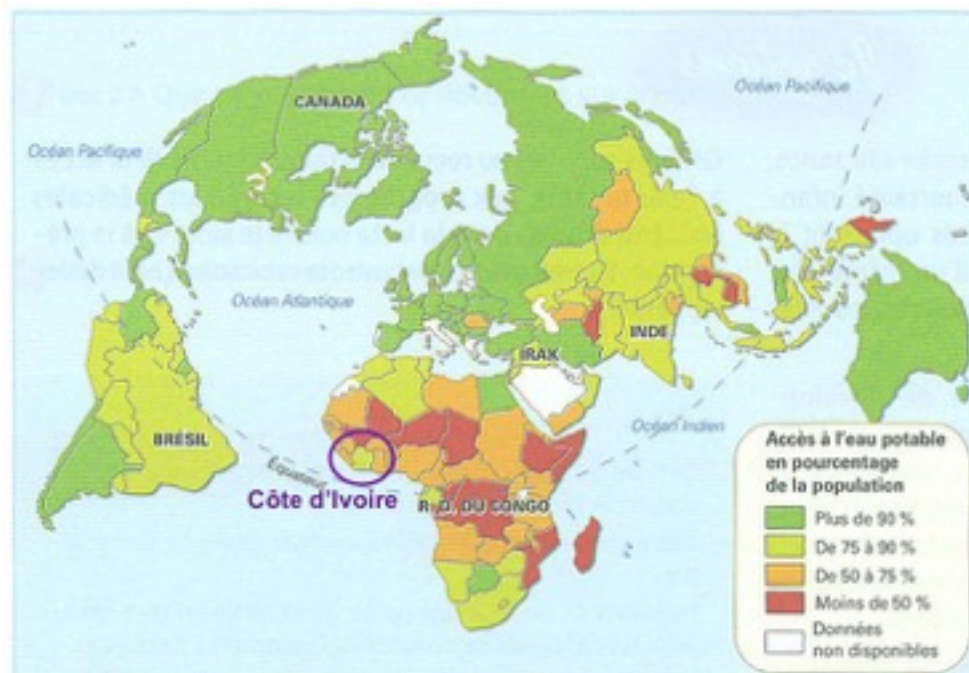 CANADA
Océan Pacifique
Océan Pacifique
Océan Atlantique
INDE
IRAK
BRÉSIL
Océan Indien
Équateur
Côte d'Ivoire
R. D. DU CONGO
Accès à l'eau potable
en pourcentage
de la population
Plus de 90 %
De 75 à 90 %
De 50 à 75 %
Moins de 50 %
Données
non disponibles